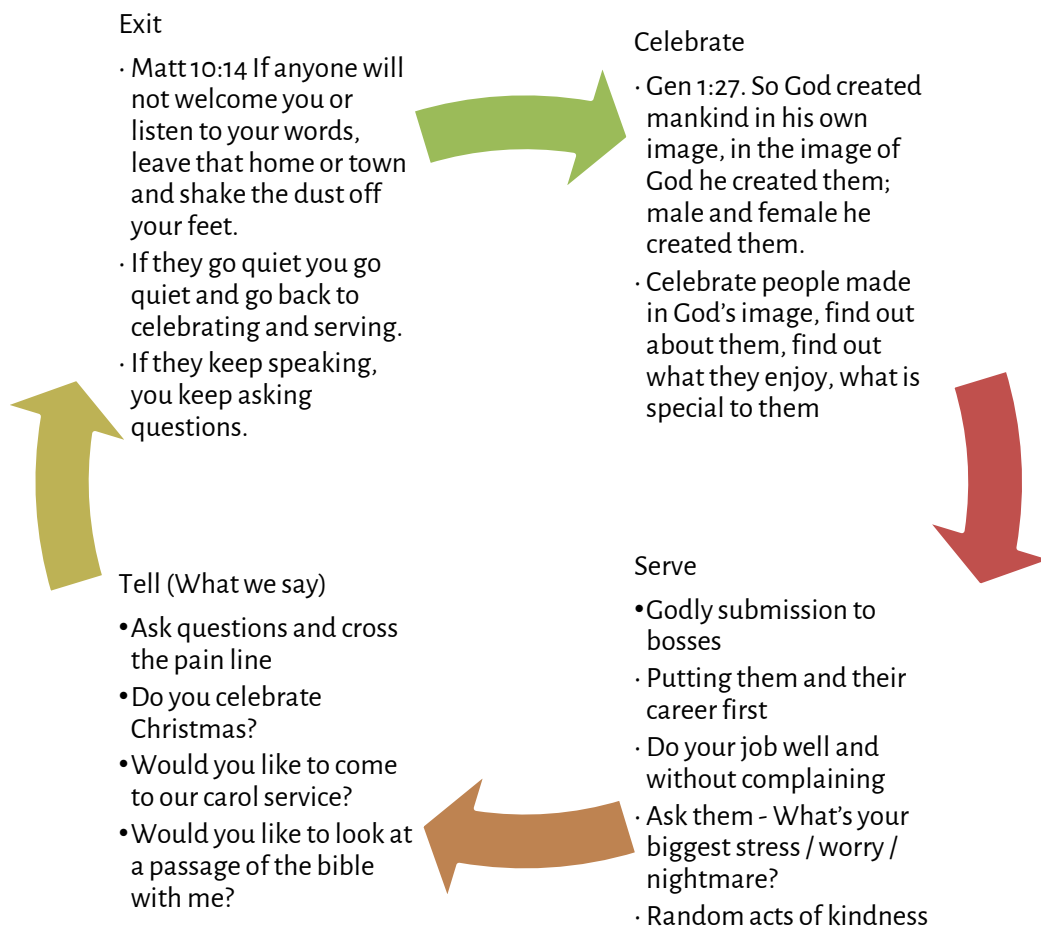 Exit
· Matt 10:14 If anyone will
not welcome you or
listen to your words,
leave that home or town
and shake the dust off
your feet.
· If they go quiet you go
quiet and go back to
celebrating and serving.
· If they keep speaking,
you keep asking
questions.
Celebrate
· Gen 1:27. So God created
mankind in his own
image, in the image of
God he created them;
male and female he
created them.
· Celebrate people made
in God’s image, find out
about them, find out
what they enjoy, what is
special to them
Serve
•Godly submission to
bosses
· Putting them and their
career first
· Do your job well and
without complaining
· Ask them - What’s your
biggest stress / worry /
nightmare?
· Random acts of kindness
Tell (What we say)
•Ask questions and cross
the pain line
•Do you celebrate
Christmas?
•Would you like to come
to our carol service?
•Would you like to look at
a passage of the bible
with me?